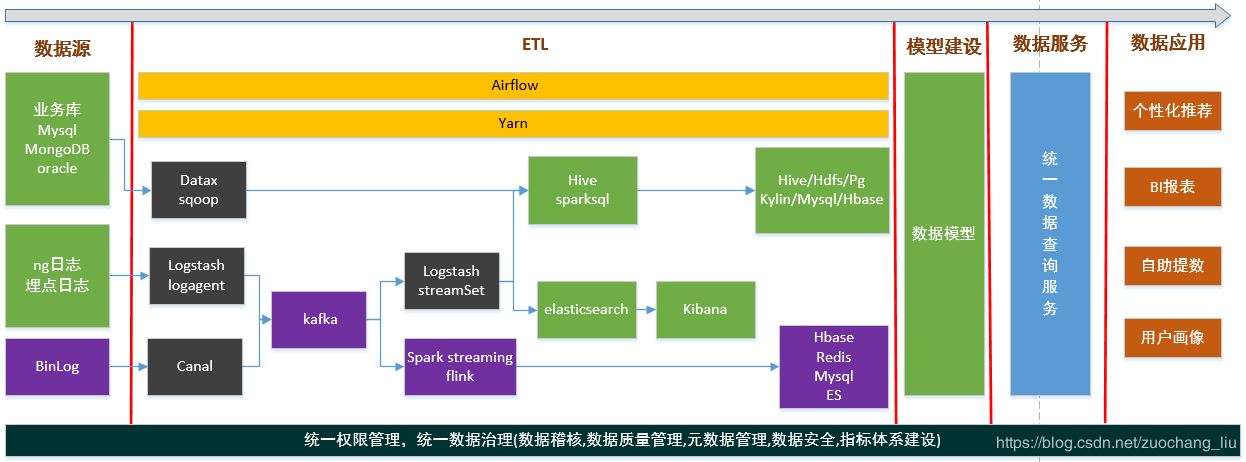 数据源
ETL
模型建设
数据服务
数据应用
业务库
Mysql
MongoDB
oracle
ng日志
埋点日志
BinLog
Airflow
Yarn
Datax
sqoop
Logstash
logagent
Canal
kafka
Logstash
streamSet
Spark streaming
flink
Hive
sparksql
elasticsearch
Kibana
Hive/Hdfs/Pg
Kylin/Mysql/Hbase
Hbase
Redis
Mysql
ES
数据模型
统
一
数
据
查
询
服
务
个性化推荐
BI报表
自助提数
用户画像
统一权限管理，统一数据治理(数据稽核,数据质量管理,元数据管理,数据安全,指标体系建设)
https://blog.csdn.net/zuochang_liu